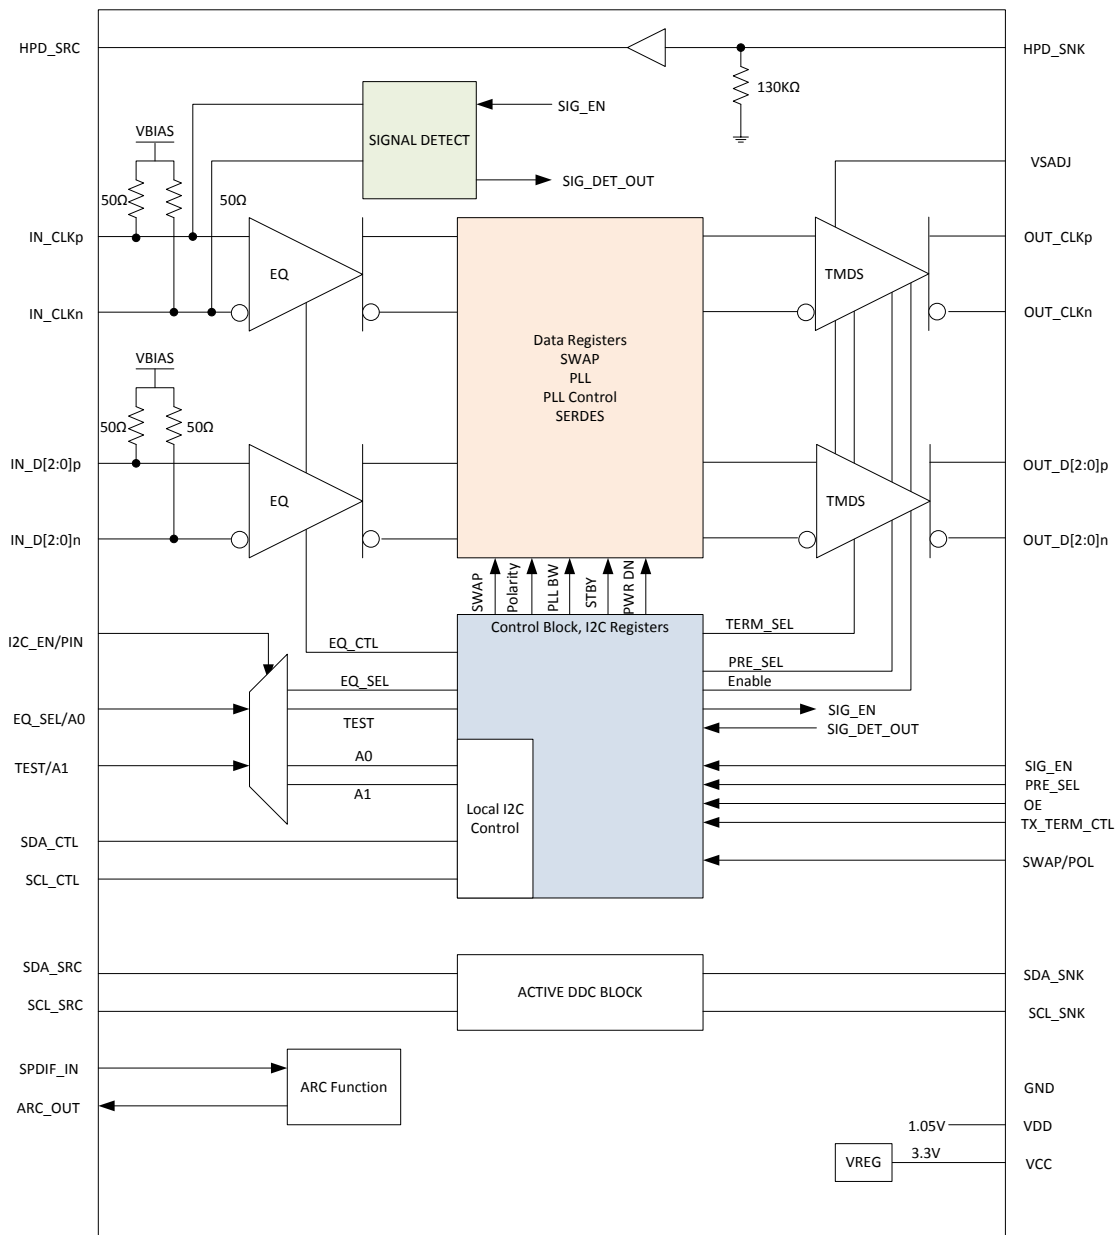 HPD_SRC
HPD_SNK
130KΩ
SIG_EN
SIGNAL DETECT
VBIAS
VSADJ
SIG_DET_OUT
50Ω
50Ω
IN_CLKp
OUT_CLKp
EQ
TMDS
IN_CLKn
OUT_CLKn
Data Registers
SWAP
PLL
PLL Control
SERDES
VBIAS
50Ω
50Ω
IN_D[2:0]p
OUT_D[2:0]p
EQ
TMDS
IN_D[2:0]n
OUT_D[2:0]n
SWAP
Polarity
PLL BW
STBY
PWR DN
I2C_EN/PIN
Control Block, I2C Registers
TERM_SEL
EQ_CTL
PRE_SEL
EQ_SEL
Enable
EQ_SEL/A0
SIG_EN
TEST
SIG_DET_OUT
A0
TEST/A1
SIG_EN
A1
PRE_SEL
Local I2C
Control
OE
TX_TERM_CTL
SDA_CTL
SWAP/POL
SCL_CTL
SDA_SRC
SDA_SNK
ACTIVE DDC BLOCK
SCL_SRC
SCL_SNK
SPDIF_IN
ARC Function
GND
ARC_OUT
1.05V
VDD
VREG
3.3V
VCC